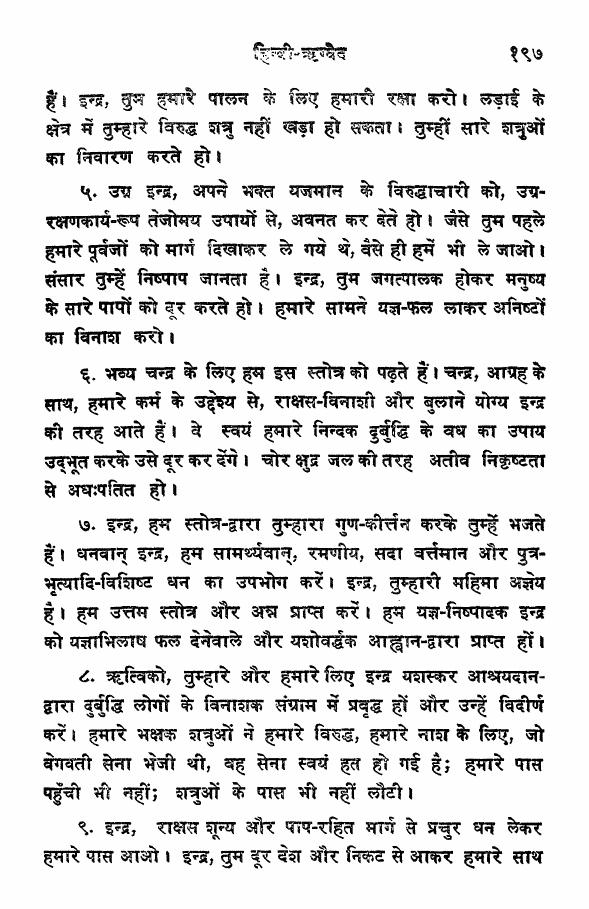 हिन्दी-ऋग्वेद १९७
हैं। इन्द्र, तुम हमारे पालन के लिए हमारी रक्षा करो। लड़ाई के
क्षेत्र में तुम्हारे विरुद्ध शत्रु नहीं खड़ा हो सकता। तुम्हीं सारे शत्रुओं
का निवारण करते हो।
५. उग्र इन्द्र, अपने भक्त यजमान के विरुद्धाचारी को, उग्र-
रक्षणकार्य-रूप तेजोमय उपायों से, अवनत कर देते हो। जैसे तुम पहले
हमारे पूर्वजों को मार्ग दिखाकर ले गये थे, वैसे ही हमें भी ले जाओ।
संसार तुम्हें निष्पाप जानता है। इन्द्र, तुम जगत्पालक होकर मनुष्य
के सारे पापों को दूर करते हो। हमारे सामने यज्ञ-फल लाकर अनिष्टों
का विनाश करो।
६. भव्य चन्द्र के लिए हम इस स्तोत्र को पढ़ते हैं। चन्द्र, आग्रह के
साथ, हमारे कर्म के उद्देश्य से, राक्षस-विनाशी और बुलाने योग्य इन्द्र
की तरह आते हैं। वे स्वयं हमारे निन्दक दुर्बुद्धि के वध का उपाय
उद्भूत करके उसे दूर कर देंगे। चोर क्षुद्र जल की तरह अतीव निकृष्टता
से अधःपतित हो।
७. इन्द्र, हम स्तोत्र-द्वारा तुम्हारा गुण-कीर्त्तन करके तुम्हें भजते
हैं। धनवान् इन्द्र, हम सामर्थ्यवान्, रमणीय, सदा वर्त्तमान और पुत्र-
भृत्यादि-विशिष्ट धन का उपभोग करें। इन्द्र, तुम्हारी महिमा अज्ञेय
है। हम उत्तम स्तोत्र और अन्न प्राप्त करें। हम यज्ञ-निष्पादक इन्द्र
को यज्ञाभिलाष फल देनेवाले और यशोवर्द्धक आह्वान-द्वारा प्राप्त हों।
८. ऋत्विको, तुम्हारे और हमारे लिए इन्द्र यशस्कर आश्रयदान-
द्वारा दुर्बुद्धि लोगों के विनाशक संग्राम में प्रवृद्ध हों और उन्हें विदीर्ण
करें। हमारे भक्षक शत्रुओं ने हमारे विरुद्ध, हमारे नाश के लिए, जो
वेगवती सेना भेजी थी, वह सेना स्वयं हत हो गई है; हमारे पास
पहुँची भी नहीं; शत्रुओं के पास भी नहीं लौटी।
९. इन्द्र, राक्षस शून्य और पाप-रहित मार्ग से प्रचुर धन लेकर
हमारे पास आओ। इन्द्र, तुम दूर देश और निकट से आकर हमारे साथ